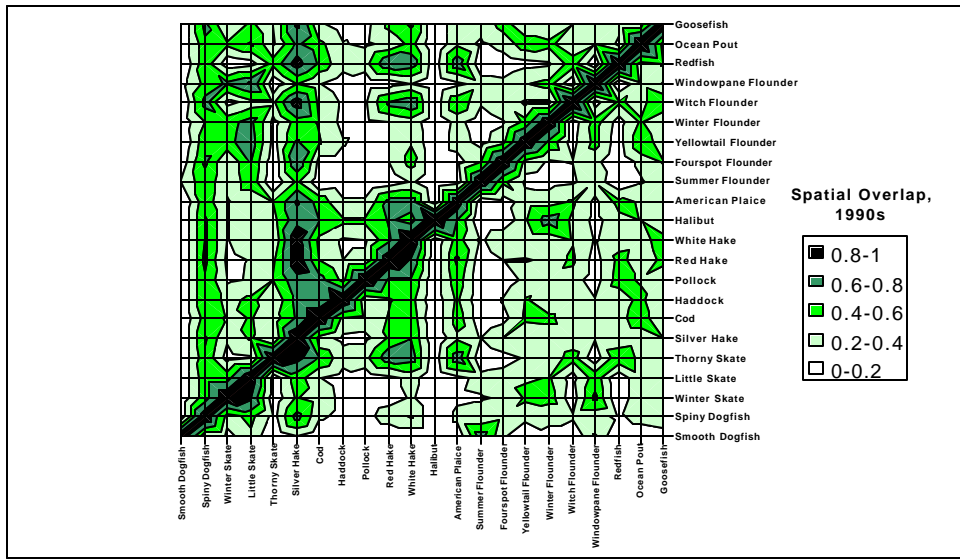 Goosefish
Ocean Pout
Redfish
Windowpane Flounder
Witch Flounder
Winter Flounder
Yellowtail Flounder
Fourspot Flounder
Summer Flounder
American Plaice
Halibut
White Hake
Red Hake
Pollock
Haddock
Cod
Silver Hake
Thorny Skate
Little Skate
Winter Skate
Spiny Dogfish
Smooth Dogfish
Spatial Overlap,
1990s
0.8-1
0.6-0.8
0.4-0.6
0.2-0.4
0-0.2
Smooth Dogfish
Spiny Dogfish
Winter Skate
Little Skate
Thorny Skate
Silver Hake
Cod
Haddock
Pollock
Red Hake
White Hake
Halibut
American Plaice
Summer Flounder
Fourspot Flounder
Yellowtail Flounder
Winter Flounder
Witch Flounder
Windowpane Flounder
Redfish
Ocean Pout
Goosefish